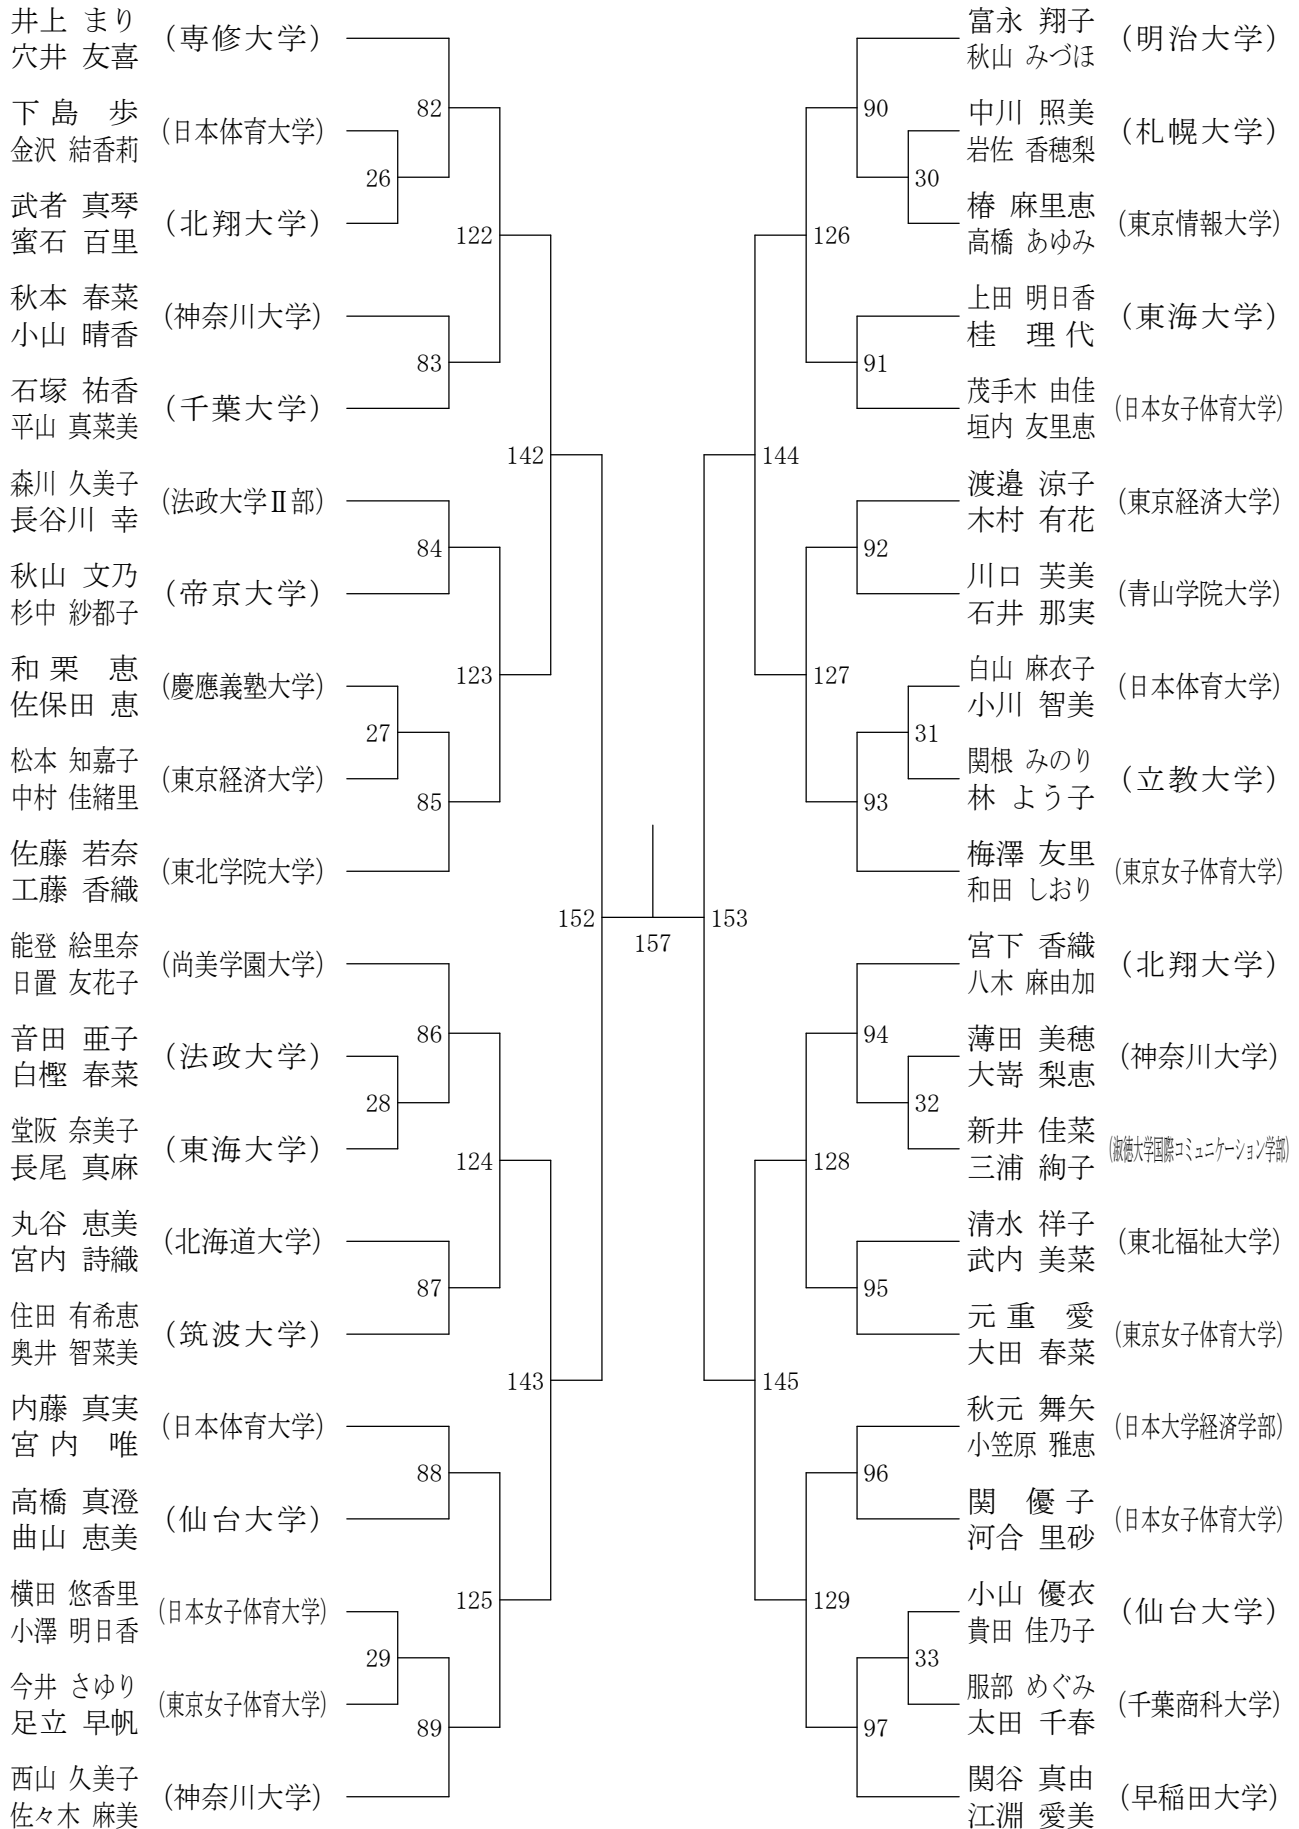 井上 まり
穴井 友喜
(専修大学)
下島 歩
金沢 結香莉
(日本体育大学)
武者 真琴
蜜石 百里
(北翔大学)
秋本 春菜
小山 晴香
(神奈川大学)
石塚 祐香
平山 真菜美
(千葉大学)
森川 久美子
長谷川 幸
(法政大学Ⅱ部)
秋山 文乃
杉中 紗都子
(帝京大学)
和栗 恵
佐保田 恵
(慶應義塾大学)
松本 知嘉子
中村 佳緒里
(東京経済大学)
佐藤 若奈
工藤 香織
(東北学院大学)
能登 絵里奈
日置 友花子
(尚美学園大学)
音田 亜子
白樫 春菜
(法政大学)
堂阪 奈美子
長尾 真麻
(東海大学)
丸谷 恵美
宮内 詩織
(北海道大学)
住田 有希恵
奥井 智菜美
(筑波大学)
内藤 真実
宮内 唯
(日本体育大学)
高橋 真澄
曲山 恵美
(仙台大学)
横田 悠香里
小澤 明日香
(日本女子体育大学)
今井 さゆり
足立 早帆
(東京女子体育大学)
西山 久美子
佐々木 麻美
(神奈川大学)
26
27
28
29
82
83
84
85
86
87
88
89
122
123
124
125
142
143
152
157
153
144
145
126
127
128
129
90
91
92
93
94
95
96
97
30
31
32
33
富永 翔子
秋山 みづほ
(明治大学)
中川 照美
岩佐 香穂梨
(札幌大学)
椿 麻里恵
高橋 あゆみ
(東京情報大学)
上田 明日香
桂 理代
(東海大学)
茂手木 由佳
垣内 友里恵
(日本女子体育大学)
渡邉 涼子
木村 有花
(東京経済大学)
川口 芙美
石井 那実
(青山学院大学)
白山 麻衣子
小川 智美
(日本体育大学)
関根 みのり
林 よう子
(立教大学)
梅澤 友里
和田 しおり
(東京女子体育大学)
宮下 香織
八木 麻由加
(北翔大学)
薄田 美穂
大嵜 梨恵
(神奈川大学)
新井 佳菜
三浦 絢子
(淑徳大学国際コミュニケーション学部)
清水 祥子
武内 美菜
(東北福祉大学)
元重 愛
大田 春菜
(東京女子体育大学)
秋元 舞矢
小笠原 雅恵
(日本大学経済学部)
関 優子
河合 里砂
(日本女子体育大学)
小山 優衣
貴田 佳乃子
(仙台大学)
服部 めぐみ
太田 千春
(千葉商科大学)
関谷 真由
江淵 愛美
(早稲田大学)